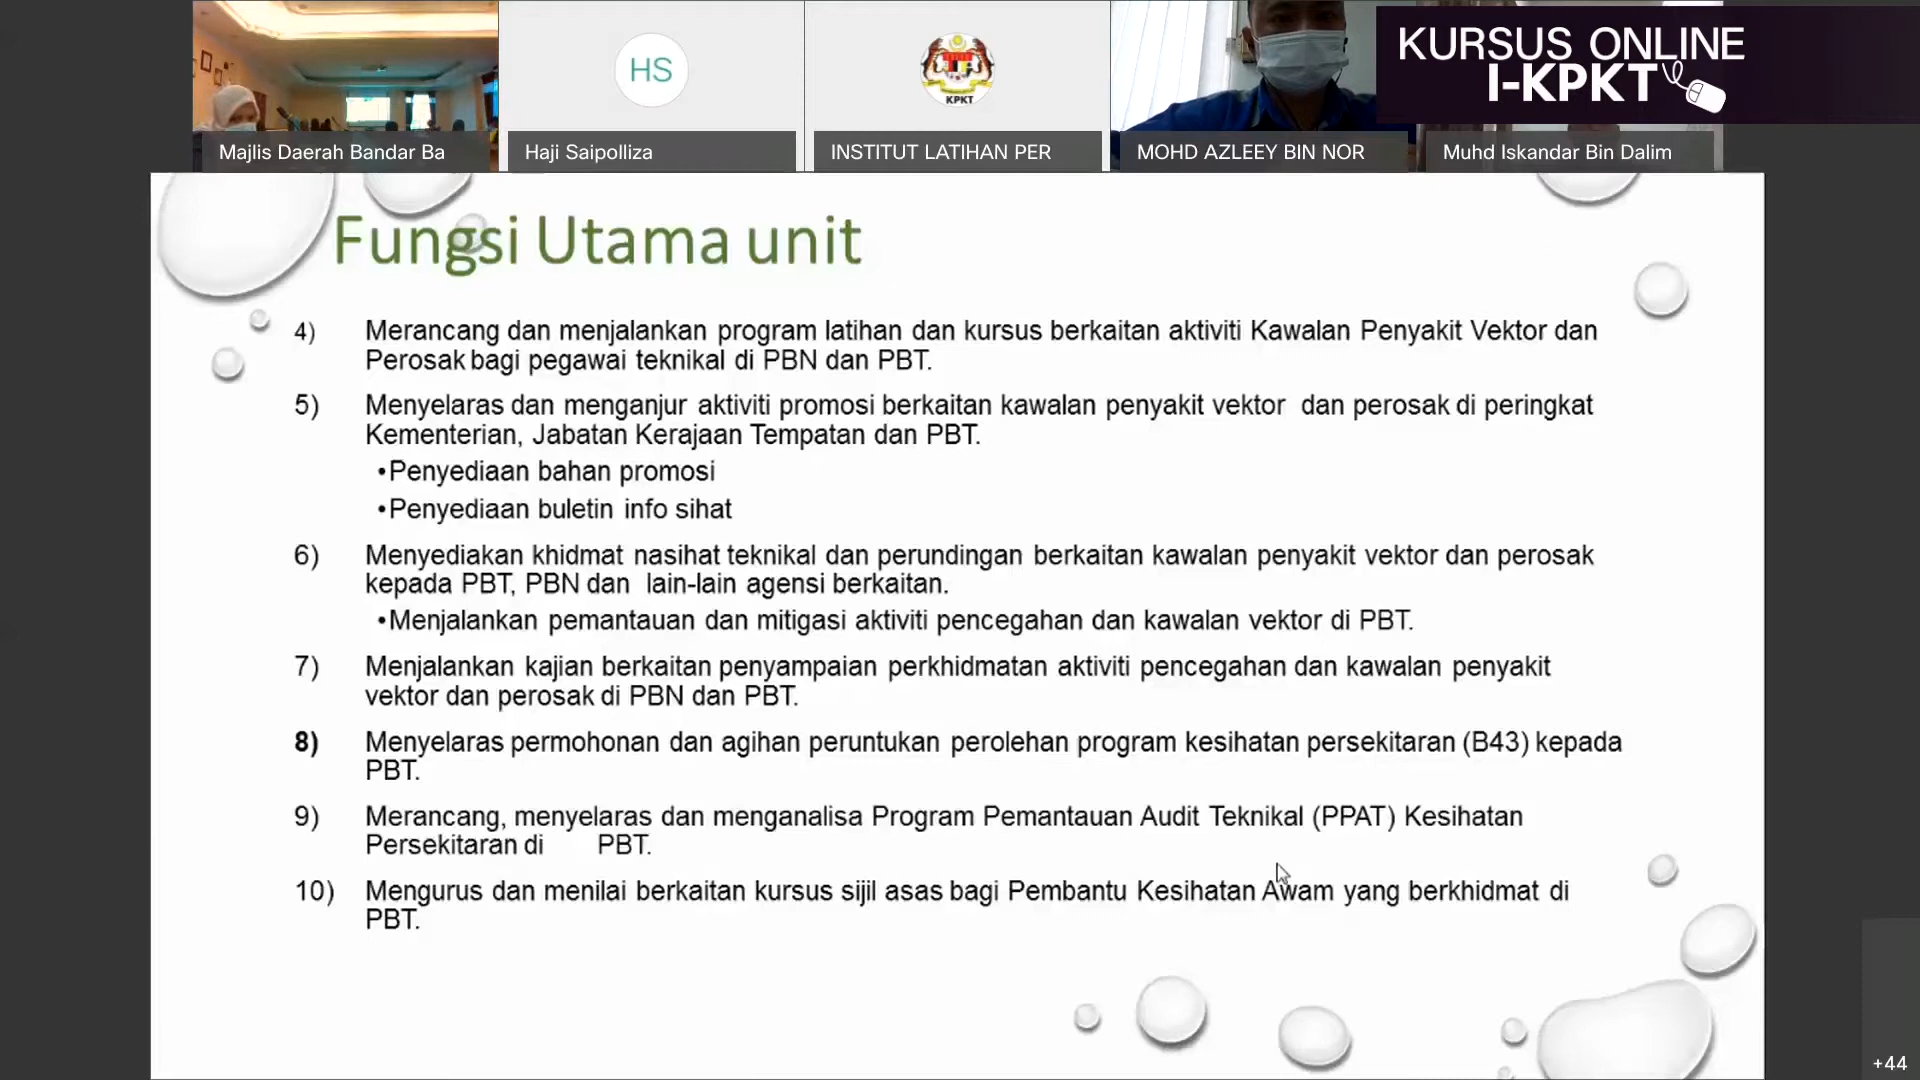 KURSUS ONLINE
I-KPKT
HS
KPKT
Majlis Daerah Bandar Ba
Haji Saipolliza
INSTITUT LATIHAN PER
MOHD AZLEEY BIN NOR
Muhd Iskandar Bin Dalim
Fungsi Utama unit
4) Merancang dan menjalankan program latihan dan kursus berkaitan aktiviti Kawalan Penyakit Vektor dan
Perosak bagi pegawai teknikal di PBN dan PBT.
5) Menyelaras dan menganjur aktiviti promosi berkaitan kawalan penyakit vektor dan perosak di peringkat
Kementerian, Jabatan Kerajaan Tempatan dan PBT.
•Penyediaan bahan promosi
•Penyediaan buletin info sihat
6) Menyediakan khidmat nasihat teknikal dan perundingan berkaitan kawalan penyakit vektor dan perosak
kepada PBT, PBN dan lain-lain agensi berkaitan.
•Menjalankan pemantauan dan mitigasi aktiviti pencegahan dan kawalan vektor di PBT.
7) Menjalankan kajian berkaitan penyampaian perkhidmatan aktiviti pencegahan dan kawalan penyakit
vektor dan perosak di PBN dan PBT.
8) Menyelaras permohonan dan agihan peruntukan perolehan program kesihatan persekitaran (B43) kepada
PBT.
9) Merancang, menyelaras dan menganalisa Program Pemantauan Audit Teknikal (PPAT) Kesihatan
Persekitaran di PBT.
10) Mengurus dan menilai berkaitan kursus sijil asas bagi Pembantu Kesihatan Awam yang berkhidmat di
PBT.
+44